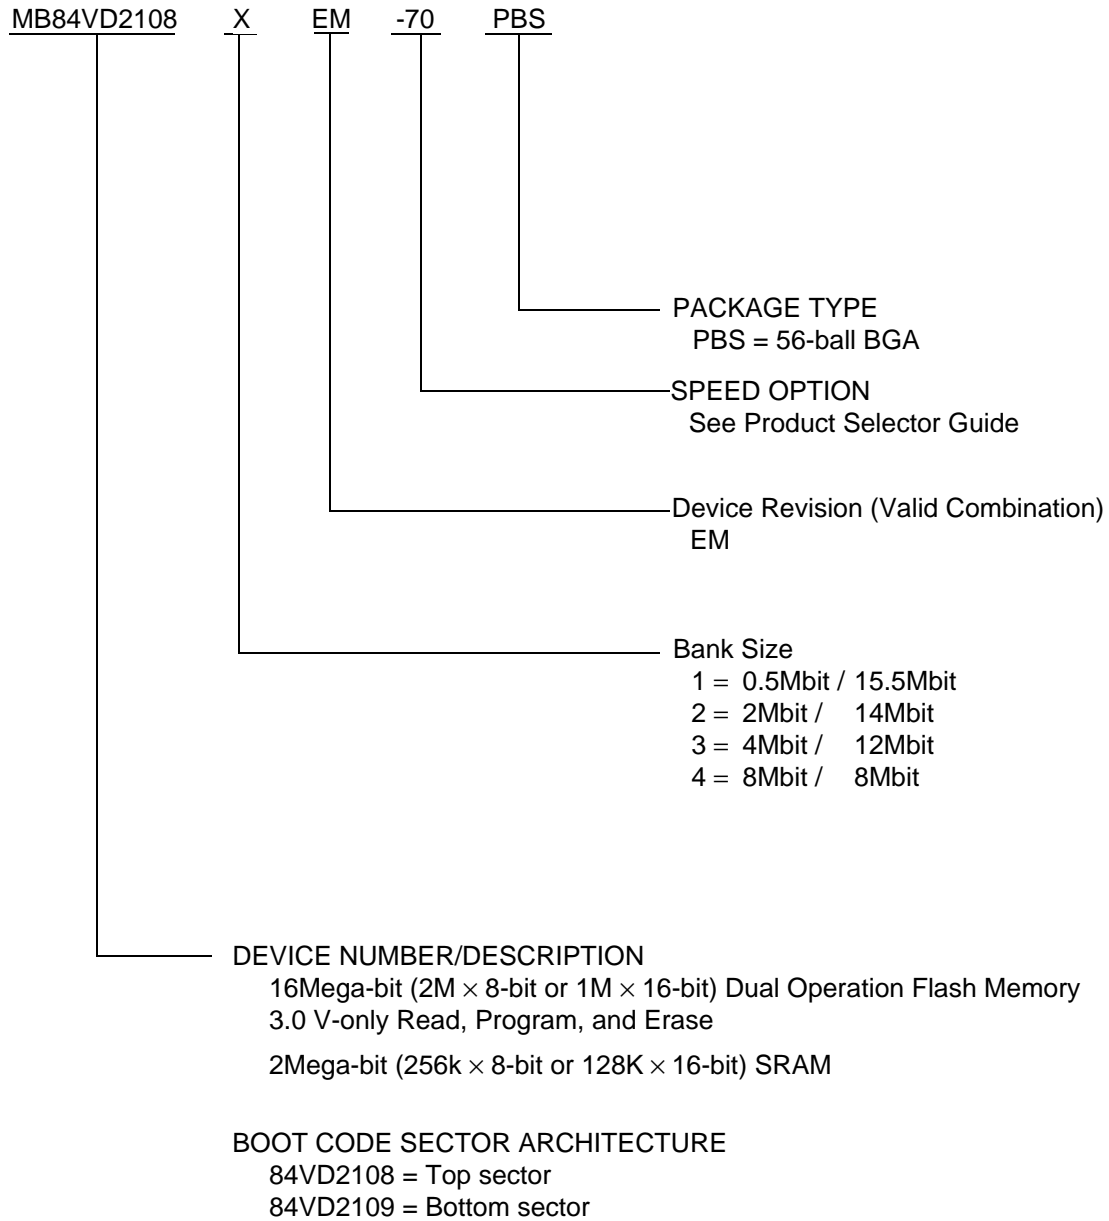 MB84VD2108 X EM -70 PBS
PACKAGE TYPE
PBS = 56-ball BGA
SPEED OPTION
See Product Selector Guide
Device Revision (Valid Combination)
EM
Bank Size
1 = 0.5Mbit / 15.5Mbit
2 = 2Mbit / 14Mbit
3 = 4Mbit / 12Mbit
4 = 8Mbit / 8Mbit
DEVICE NUMBER/DESCRIPTION
16Mega-bit (2M × 8-bit or 1M × 16-bit) Dual Operation Flash Memory
3.0 V-only Read, Program, and Erase
2Mega-bit (256k × 8-bit or 128K × 16-bit) SRAM
BOOT CODE SECTOR ARCHITECTURE
84VD2108 = Top sector
84VD2109 = Bottom sector